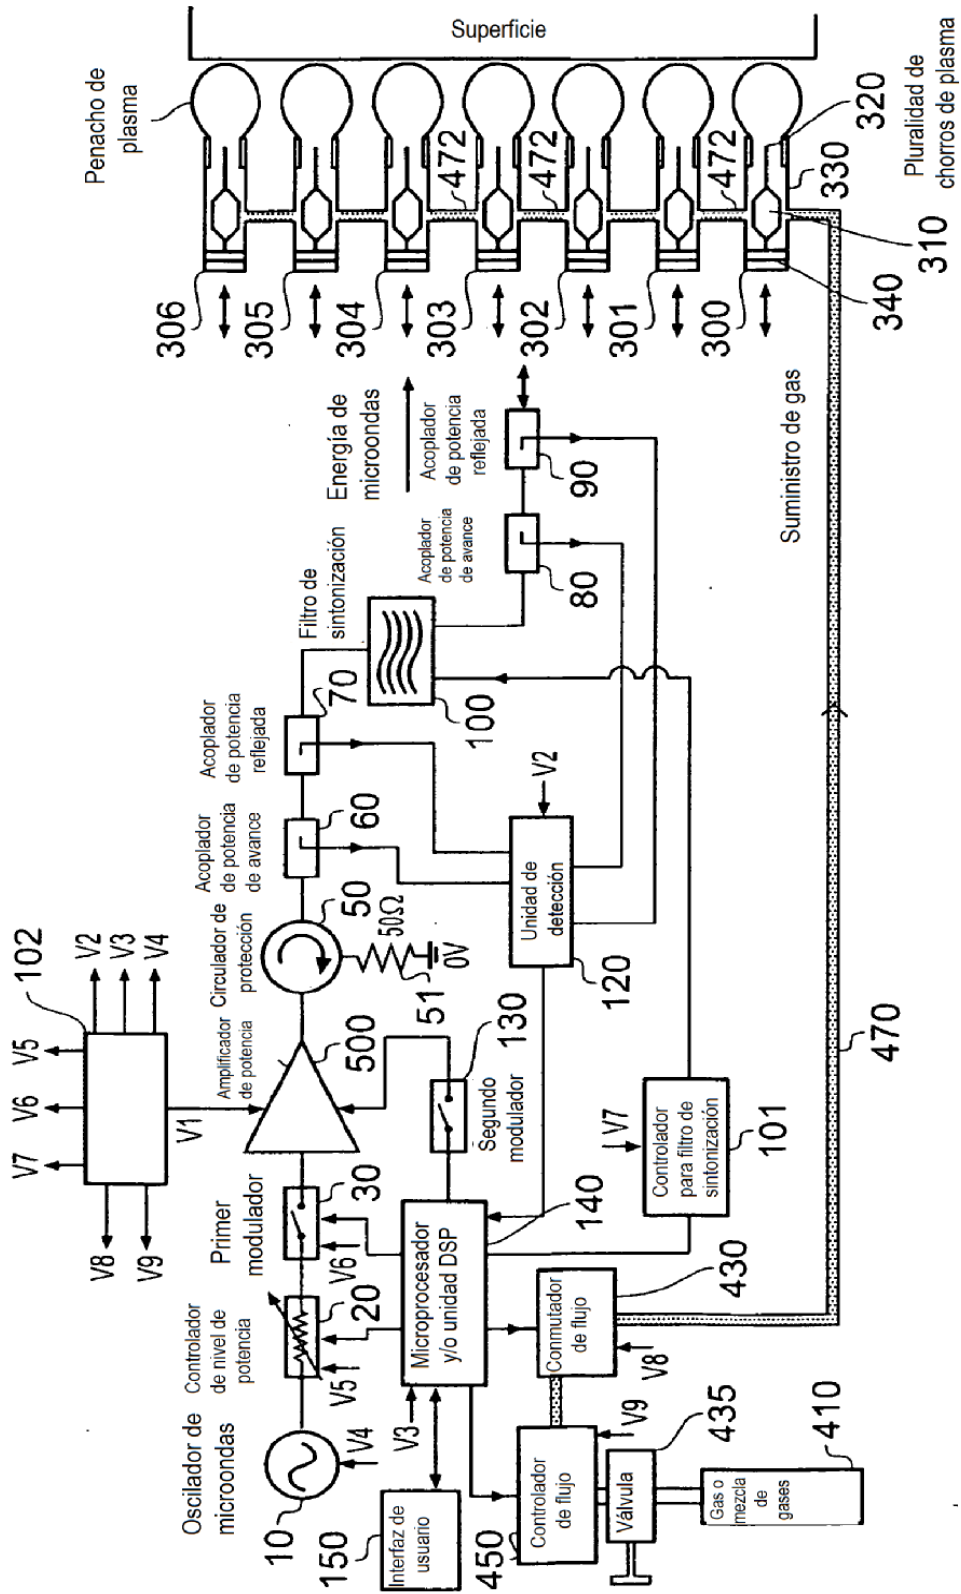 Oscilador de
microondas
10
V4
Controlador
de nivel de
potencia
20
V5
Primer
modulador
30
V6
102
V1
V2
V3
V4
V5
V6
V7
V8
V9
Amplificador
de potencia
500
Circulador de
protección
50
50Ω
51
0V
Acoplador
de potencia
de avance
60
Acoplador
de potencia
reflejada
70
Filtro de
sintonización
100
Acoplador
de potencia
de avance
80
Acoplador
de potencia
reflejada
90
Energía de
microondas
Penacho de
plasma
Superficie
306
305
304
303
302
301
300
472
472
472
320
330
310
340
Pluralidad de
chorros de plasma
Suministro de gas
470
Unidad de
detección
120
V2
Segundo
modulador
130
Microprocesador
y/o unidad DSP
140
V3
Interfaz de
usuario
150
Controlador
para filtro de
sintonización
101
V7
Conmutador
de flujo
430
V8
Controlador
de flujo
450
V9
Válvula
435
Gas o
mezcla
de
gases
410